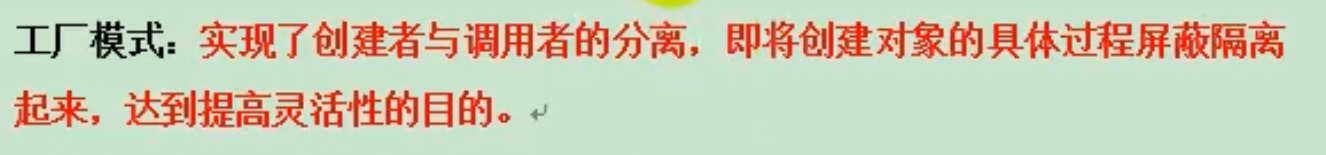 工厂模式：实现了创建者与调用者的分离，即将创建对象的具体过程屏蔽隔离
起来，达到提高灵活性的目的。